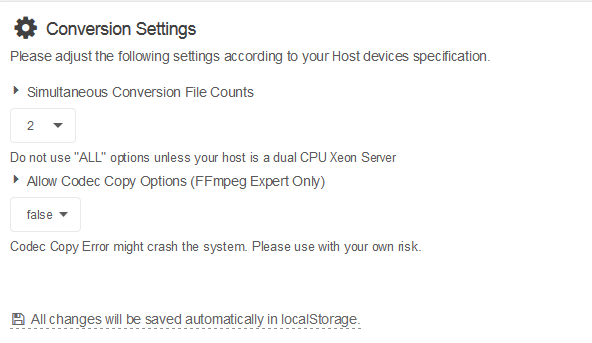 Conversion Settings
Please adjust the following settings according to your Host devices specification.
Simultaneous Conversion File Counts
2
Do not use "ALL" options unless your host is a dual CPU Xeon Server
Allow Codec Copy Options (FFmpeg Expert Only)
false
Codec Copy Error might crash the system. Please use with your own risk.
All changes will be saved automatically in localStorage.